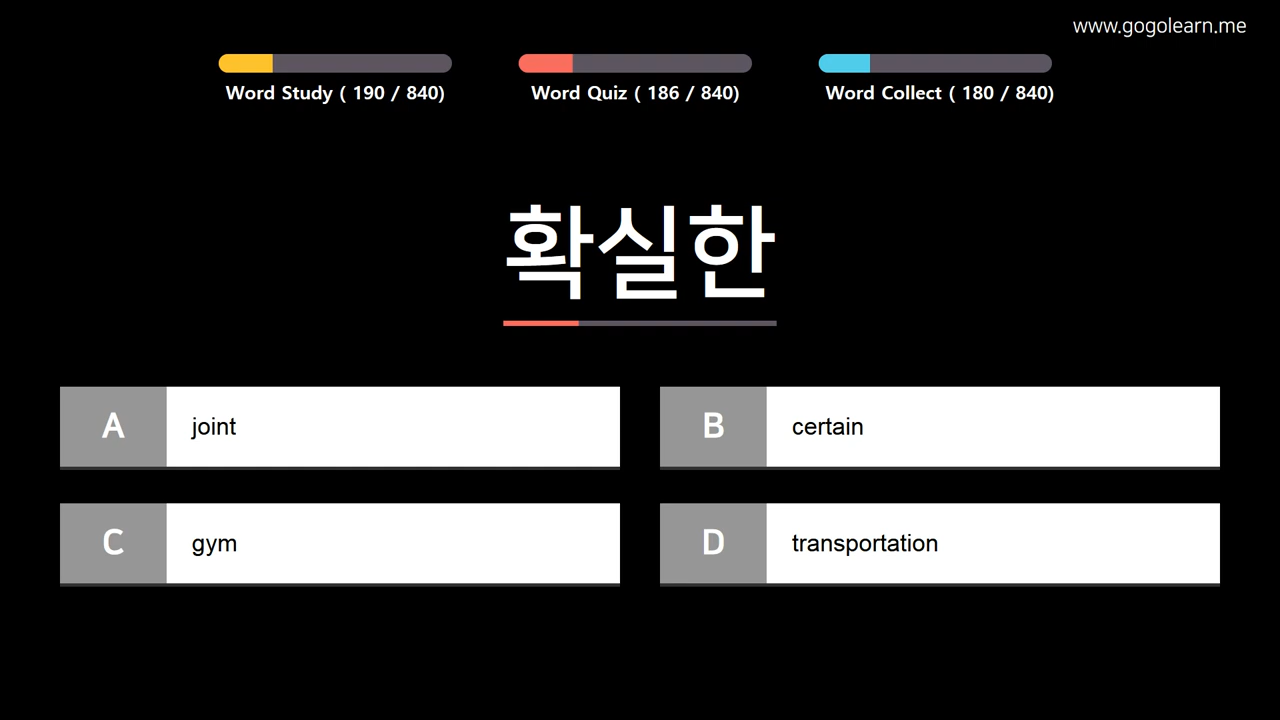 www.gogolearn.me
Word Study ( 190 / 840)
Word Quiz ( 186 / 840)
Word Collect ( 180 / 840)
확실한
A joint
B certain
C gym
D transportation